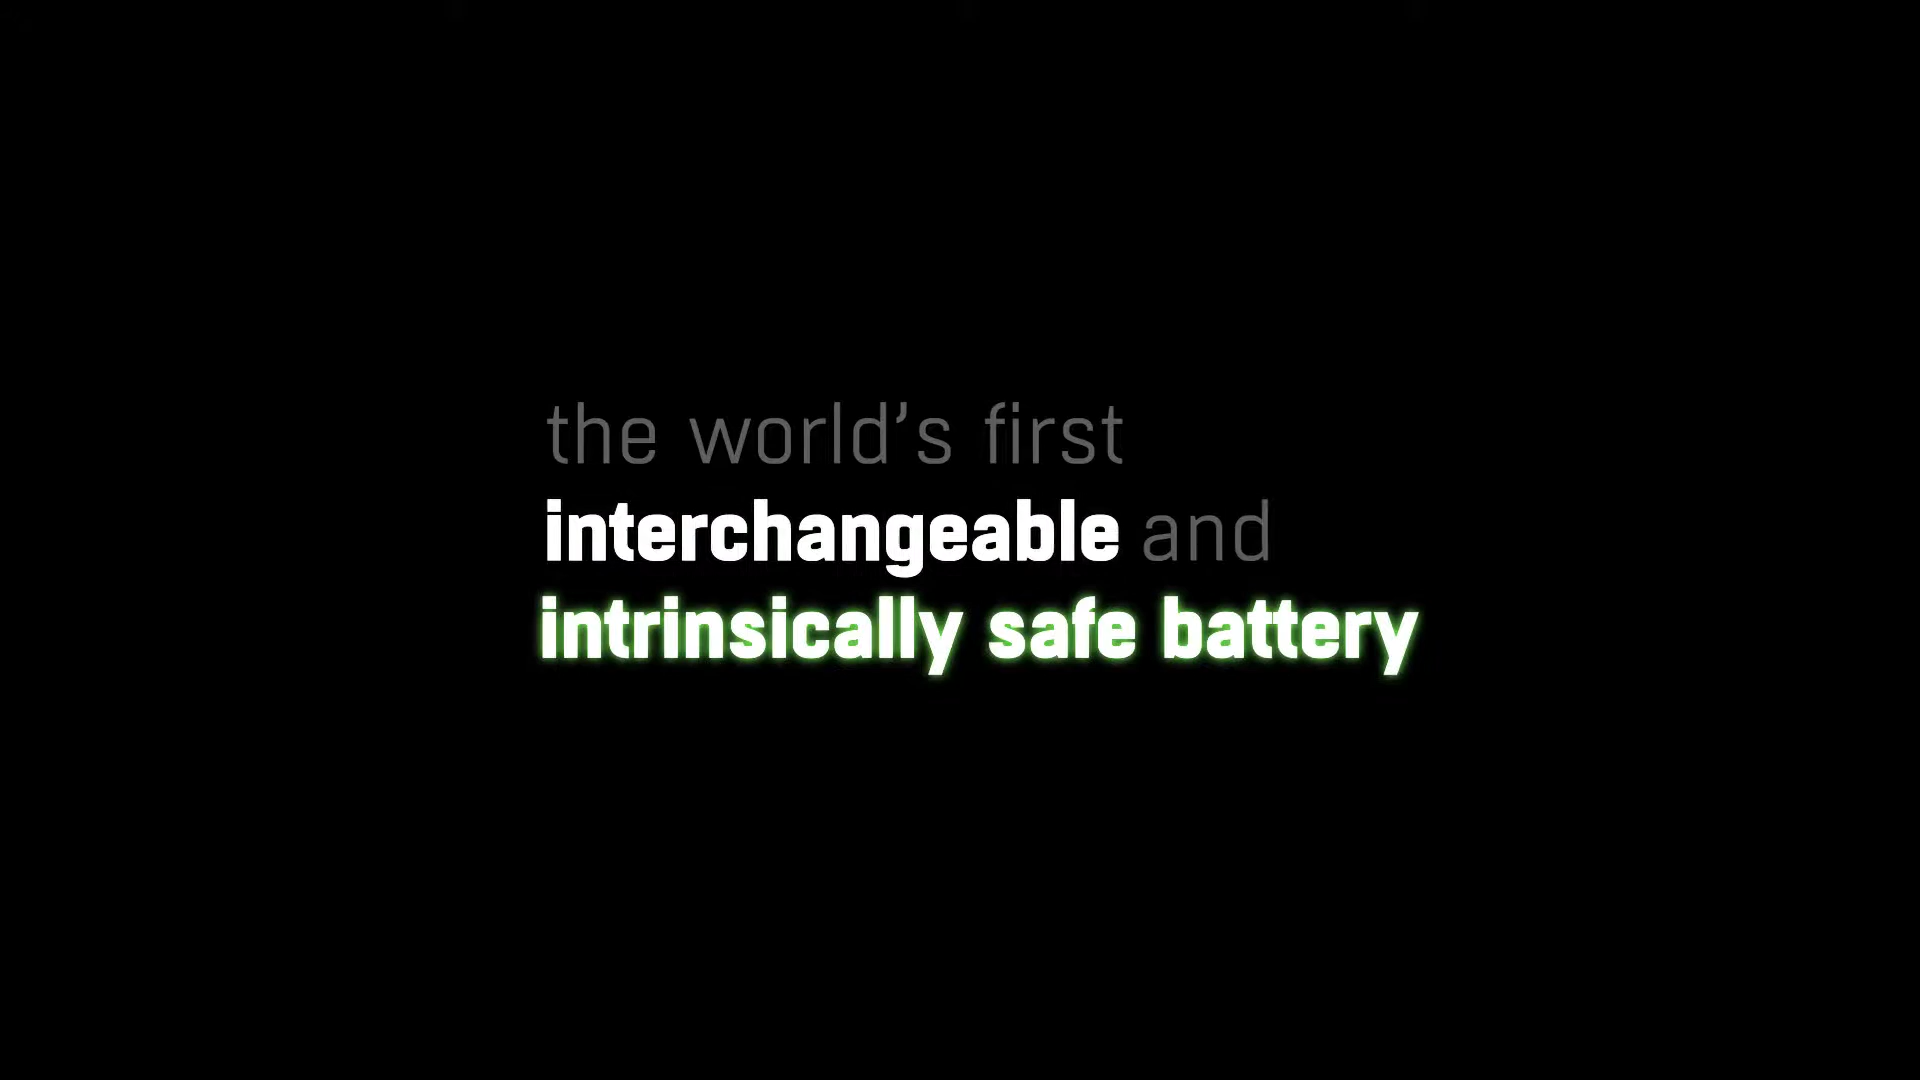 the world’s first
interchangeable and
intrinsically safe battery